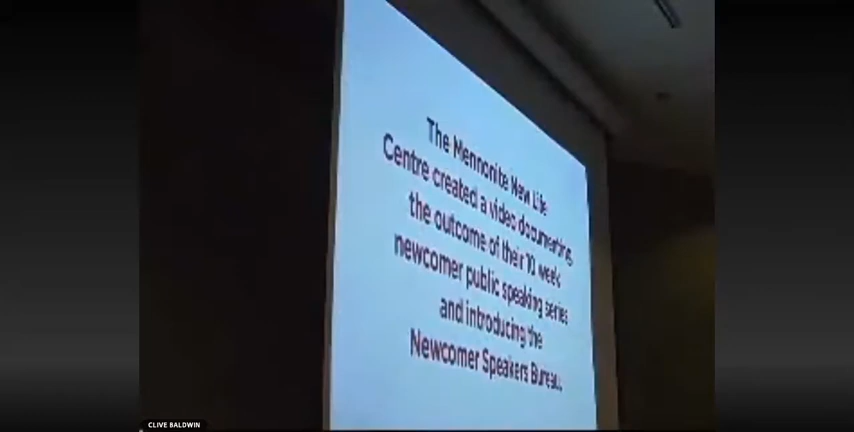 The Mennonite New Life
Centre created a video documenting
the outcome of their 10 week
newcomer public speaking series
and introducing the
Newcomer Speakers Bureau.
CLIVE BALDWIN